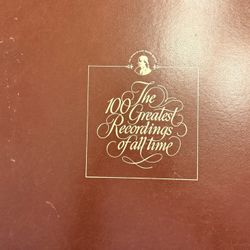 The
100 Greatest
Recordings
of all time